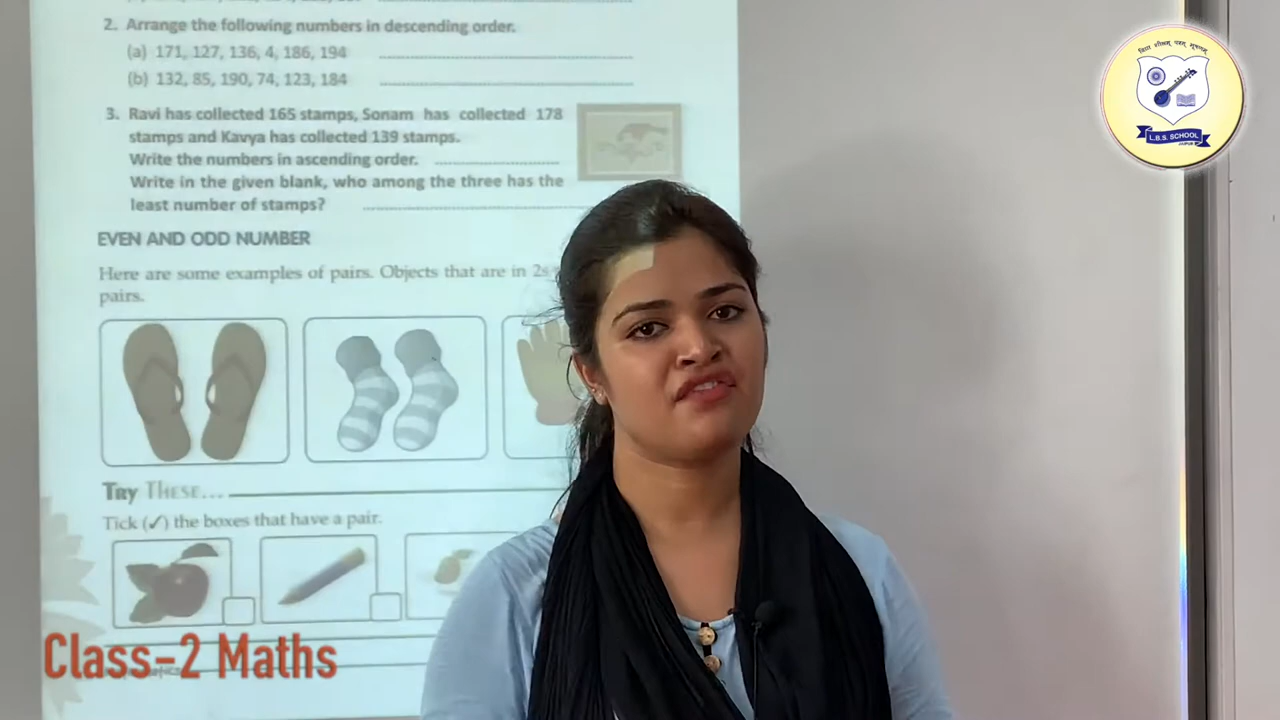 2. Arrange the following numbers in descending order.
(a) 171, 127, 136, 4, 186, 194
(b) 132, 85, 190, 74, 123, 184
3. Ravi has collected 165 stamps, Sonam has collected 178
stamps and Kavya has collected 139 stamps.
Write the numbers in ascending order.
Write in the given blank, who among the three has the
least number of stamps?
EVEN AND ODD NUMBER
Here are some examples of pairs. Objects that are in 2s
pairs.
Try These...
Tick (✓) the boxes that have a pair.
Class-2 Maths
L.B.S. SCHOOL
JAIPUR